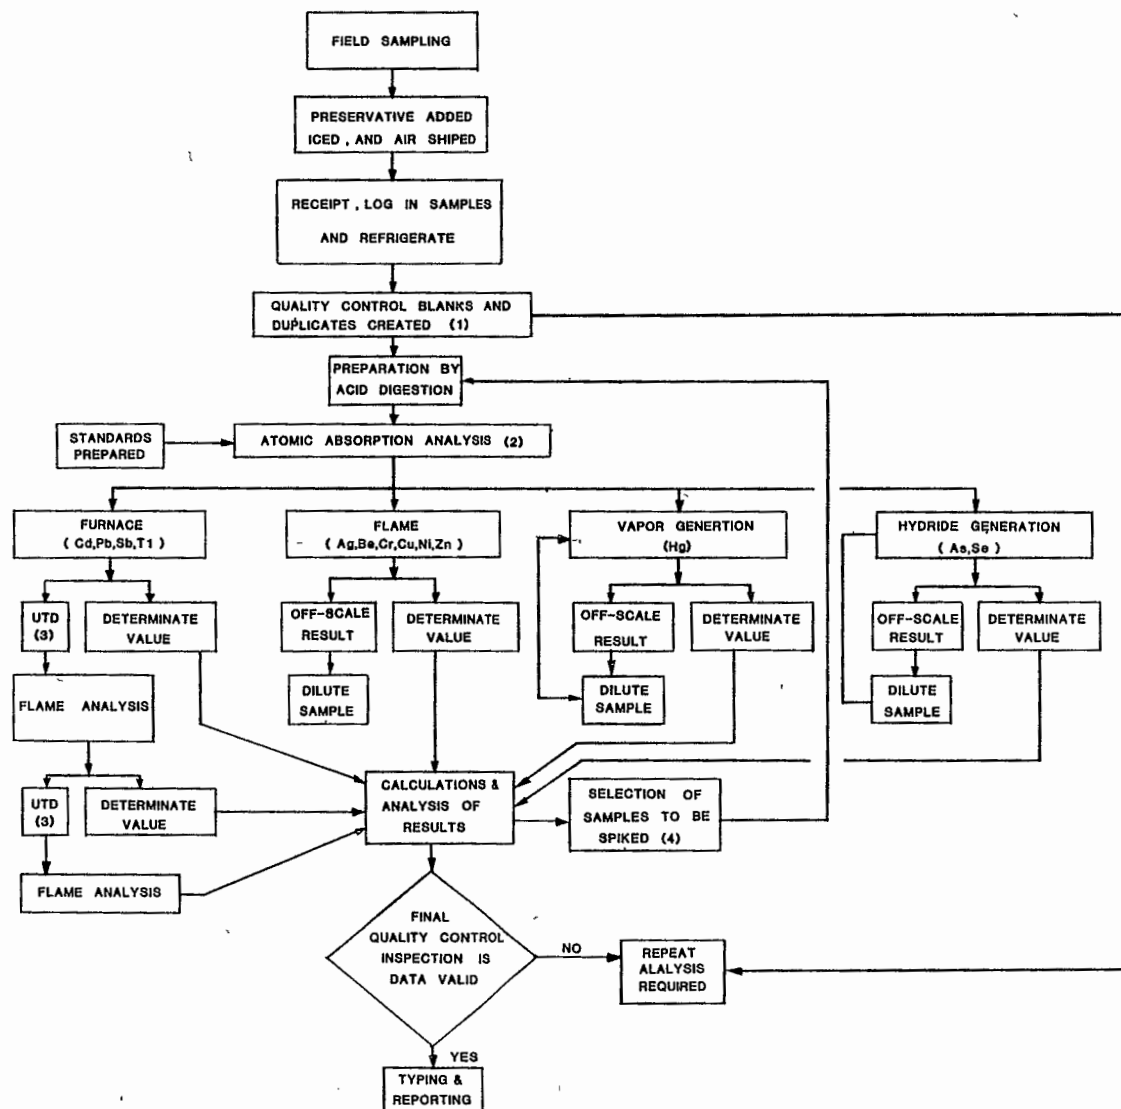 FIELD SAMPLING
PRESERVATIVE ADDED
ICED , AND AIR SHIPED
RECEIPT , LOG IN SAMPLES
AND REFRIGERATE
QUALITY CONTROL BLANKS AND
DUPLICATES CREATED (1)
PREPARATION BY
ACID DIGESTION
STANDARDS
PREPARED
ATOMIC ABSORPTION ANALYSIS (2)
FURNACE
( Cd,Pb,Sb,T1 )
FLAME
( Ag,Be,Cr,Cu,Ni,Zn )
VAPOR GENERTION
(Hg)
HYDRIDE GENERATION
( As,Se )
UTD
(3)
DETERMINATE
VALUE
OFF-SCALE
RESULT
DETERMINATE
VALUE
OFF-SCALE
RESULT
DETERMINATE
VALUE
OFF-SCALE
RESULT
DETERMINATE
VALUE
FLAME ANALYSIS
DILUTE
SAMPLE
DILUTE
SAMPLE
DILUTE
SAMPLE
UTD
(3)
DETERMINATE
VALUE
CALCULATIONS &
ANALYSIS OF
RESULTS
SELECTION OF
SAMPLES TO BE
SPIKED (4)
FLAME ANALYSIS
FINAL
QUALITY CONTROL
INSPECTION IS
DATA VALID
NO
REPEAT
ALALYSIS
REQUIRED
YES
TYPING &
REPORTING